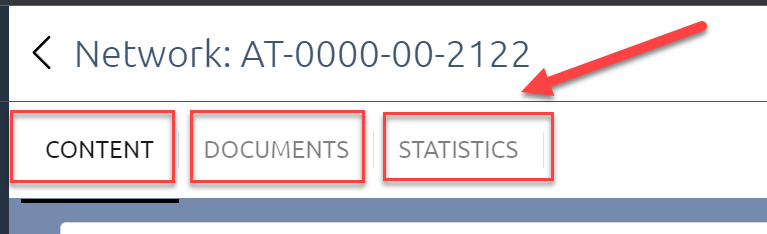 Network: AT-0000-00-2122
CONTENT DOCUMENTS STATISTICS